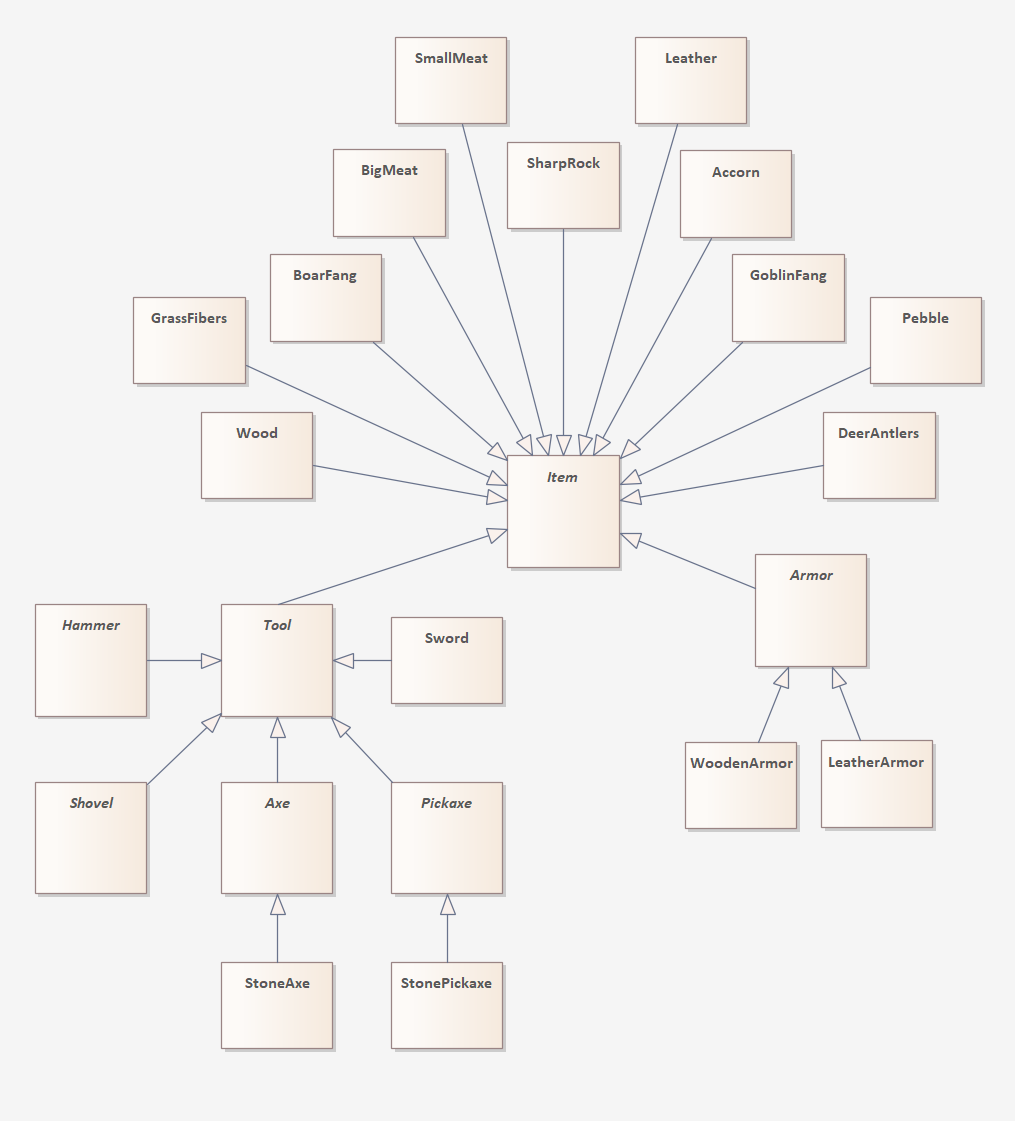 SmallMeat
Leather
SharpRock
BigMeat
Accorn
BoarFang
GoblinFang
GrassFibers
Pebble
Wood
DeerAntlers
Item
Armor
Hammer
Tool
Sword
WoodenArmor
LeatherArmor
Shovel
Axe
Pickaxe
StoneAxe
StonePickaxe